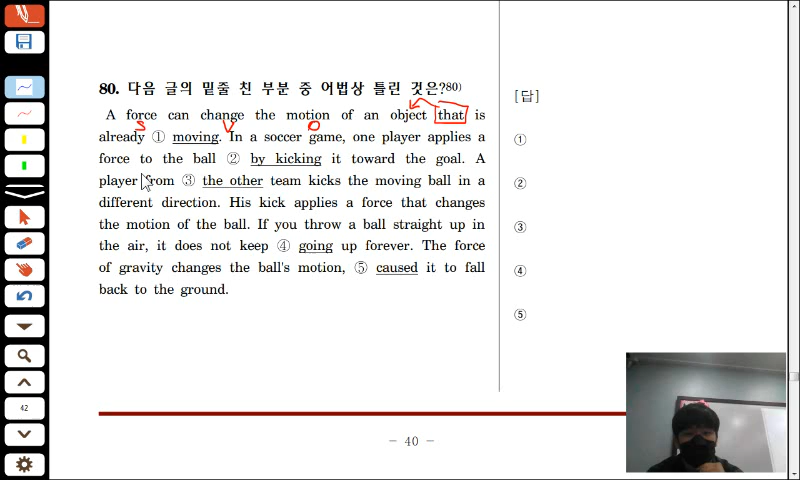 80. 다음 글의 밑줄 친 부분 중 어법상 틀린 것은?80)
A force can change the motion of an object that is
S V O
already ① moving. In a soccer game, one player applies a
force to the ball ② by kicking it toward the goal. A
player from ③ the other team kicks the moving ball in a
different direction. His kick applies a force that changes
the motion of the ball. If you throw a ball straight up in
the air, it does not keep ④ going up forever. The force
of gravity changes the ball's motion, ⑤ caused it to fall
back to the ground.
[답]
①
②
③
④
⑤
- 40 -
42